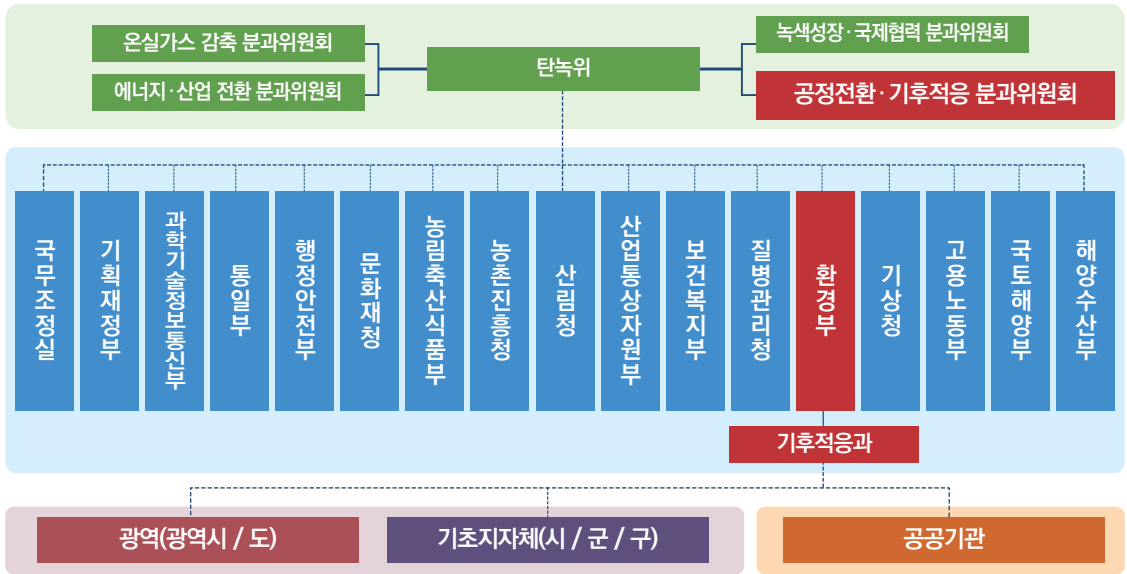 온실가스 감축 분과위원회
에너지·산업 전환 분과위원회
탄녹위
녹색성장·국제협력 분과위원회
공정전환·기후적응 분과위원회
국무조정실
기획재정부
과학기술정보통신부
통일부
행정안전부
문화재청
농림축산식품부
농촌진흥청
산림청
산업통상자원부
보건복지부
질병관리청
환경부
기상청
고용노동부
국토해양부
해양수산부
기후적응과
광역(광역시 / 도)
기초지자체(시 / 군 / 구)
공공기관